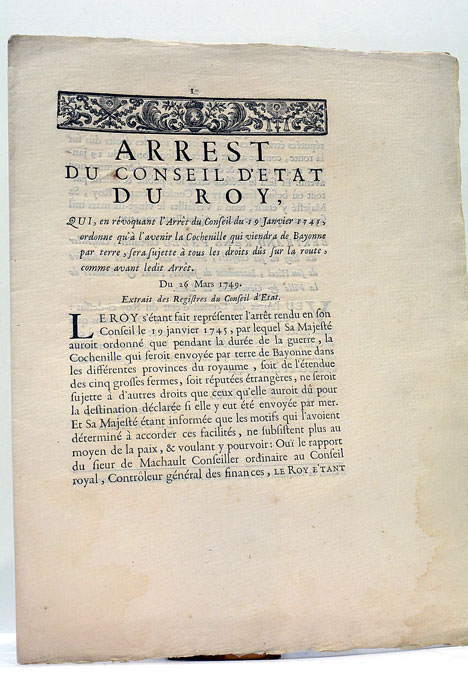 ARREST
DU CONSEIL D'ETAT
DU ROY,
QUI, en révoquant l'Arrêt du Conseil du 19 Janvier 1745,
ordonne qu'à l'avenir la Cochenille qui viendra de Bayonne
par terre, sera sujette à tous les droits dûs sur la route,
comme avant ledit Arrêt.
Du 26 Mars 1749.
Extrait des Registres du Conseil d'Etat.
LE ROY s'étant fait représenter l'arrêt rendu en son
Conseil le 19 janvier 1745, par lequel Sa Majesté
auroit ordonné que pendant la durée de la guerre, la
Cochenille qui seroit envoyée par terre de Bayonne dans
les différentes provinces du royaume, soit de l'étendue
des cinq grosses fermes, soit réputées étrangères, ne seroit
sujette à d'autres droits que ceux qu'elle auroit dû pour
la destination déclarée si elle y eut été envoyée par mer.
Et Sa Majesté étant informée que les motifs qui l'avoient
déterminé à accorder ces facilités, ne subsistent plus au
moyen de la paix, & voulant y pourvoir: Ouï le rapport
du sieur de Machault Conseiller ordinaire au Conseil
royal, Contrôleur général des finances, LE ROY E'TANT